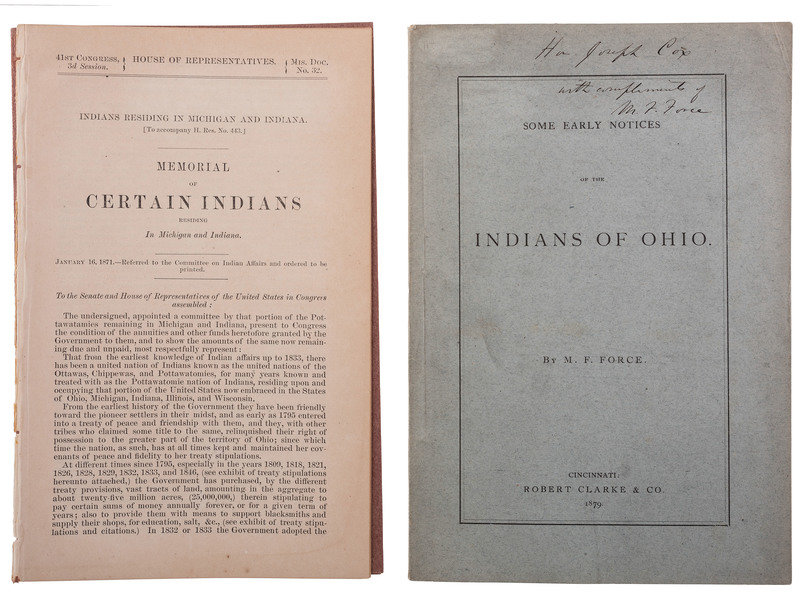 41ST CONGRESS, } HOUSE OF REPRESENTATIVES. { MIS. DOC.
3d Session. } { No. 32.
INDIANS RESIDING IN MICHIGAN AND INDIANA.
[To accompany H. Res. No. 443.]
MEMORIAL
OF
CERTAIN INDIANS
RESIDING
In Michigan and Indiana.
JANUARY 16, 1871.—Referred to the Committee on Indian Affairs and ordered to be
printed.
To the Senate and House of Representatives of the United States in Congress
assembled:
The undersigned, appointed a committee by that portion of the Pot-
tawatamies remaining in Michigan and Indiana, present to Congress
the condition of the annuities and other funds heretofore granted by the
Government to them, and to show the amounts of the same now remain-
ing due and unpaid, most respectfully represent:
That from the earliest knowledge of Indian affairs up to 1833, there
has been a united nation of Indians known as the united nations of the
Ottawas, Chippewas, and Pottawatomies, for many years known and
treated with as the Pottawatomie nation of Indians, residing upon and
occupying that portion of the United States now embraced in the States
of Ohio, Michigan, Indiana, Illinois, and Wisconsin.
From the earliest history of the Government they have been friendly
toward the pioneer settlers in their midst, and as early as 1795 entered
into a treaty of peace and friendship with them, and they, with other
tribes who claimed some title to the same, relinquished their right of
possession to the greater part of the territory of Ohio; since which
time the nation, as such, has at all times kept and maintained her cov-
enants of peace and fidelity to her treaty stipulations.
At different times since 1795, especially in the years 1809, 1818, 1821,
1826, 1828, 1829, 1832, 1833, and 1846, (see exhibit of treaty stipulations
hereunto attached,) the Government has purchased, by the different
treaty provisions, vast tracts of land, amounting in the aggregate to
about twenty-five million acres, (25,000,000,) therein stipulating to
pay certain sums of money annually forever, or for a given term of
years; also to provide them with means to support blacksmiths and
supply their shops, for education, salt, &c., (see exhibit of treaty stipu-
lations and citations.) In 1832 or 1833 the Government adopted the
Hon Joseph Cox
with compliments of
M. F. Force
SOME EARLY NOTICES
OF THE
INDIANS OF OHIO.
BY M. F. FORCE.
CINCINNATI:
ROBERT CLARKE & CO.
1879.